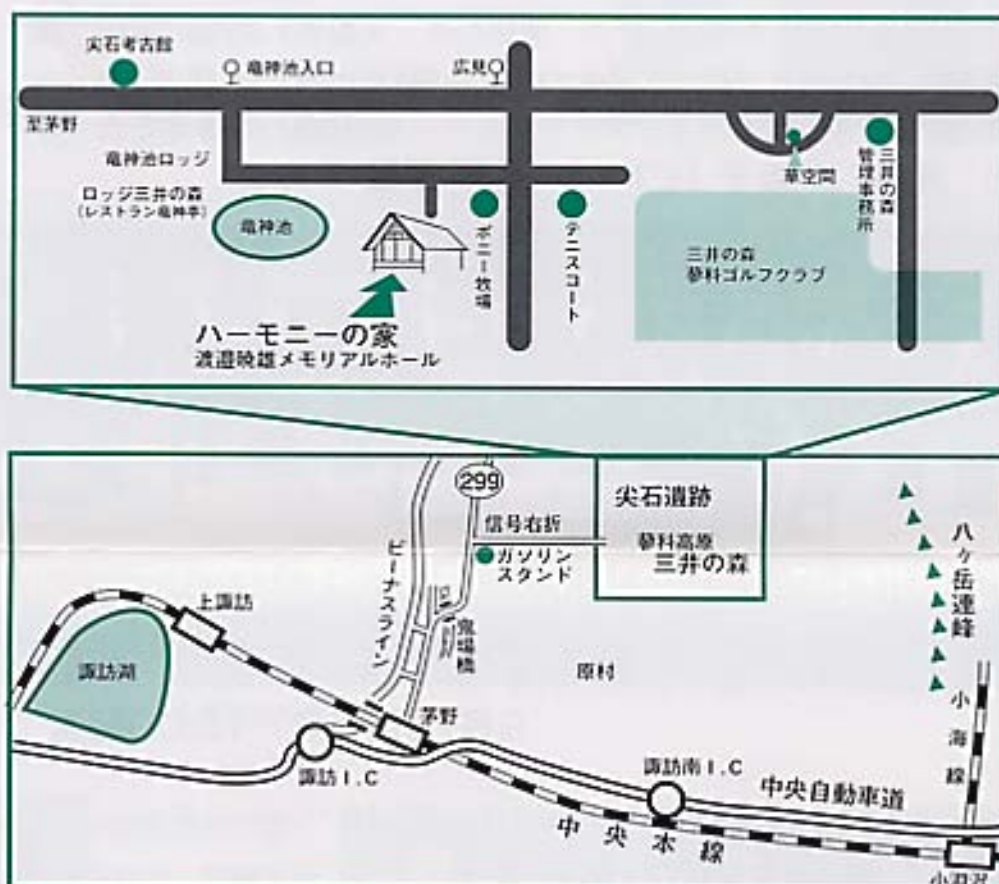 尖石考古館
竜神池入口
広見
至茅野
竜神池ロッジ
ロッジ三井の森
(レストラン竜神亭)
竜神池
ポニー牧場
テニスコート
草空間
三井の森
管理事務所
三井の森
蓼科ゴルフクラブ
ハーモニーの家
渡邉暁雄メモリアルホール
299
信号右折
ガソリン
スタンド
ビーナスライン
鬼場橋
尖石遺跡
蓼科高原
三井の森
八ヶ岳連峰
上諏訪
諏訪湖
原村
茅野
小海線
諏訪I.C
諏訪南I.C
中央自動車道
中央本線
小淵沢